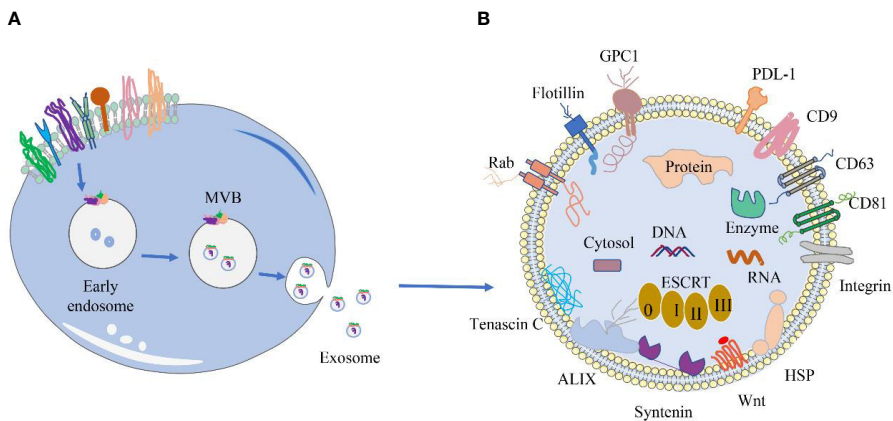 A
B
MVB
Early
endosome
Exosome
GPC1
PDL-1
Flotillin
CD9
Rab
Protein
CD63
CD81
Enzyme
DNA
Cytosol
RNA
ESCRT
Integrin
0 I II III
Tenascin C
ALIX
HSP
Wnt
Syntenin